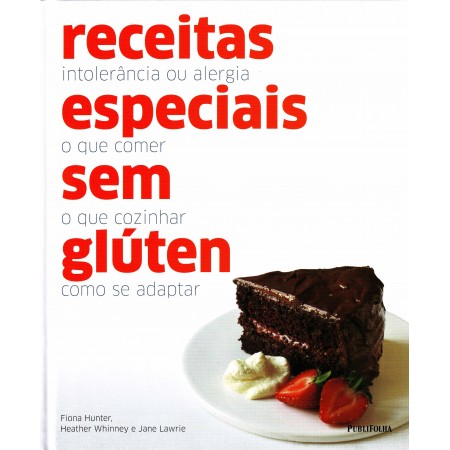 receitas
intolerância ou alergia
especiais
o que comer
sem
o que cozinhar
glúten
como se adaptar
Fiona Hunter,
Heather Whinney e Jane Lawrie
PUBLIFOLHA